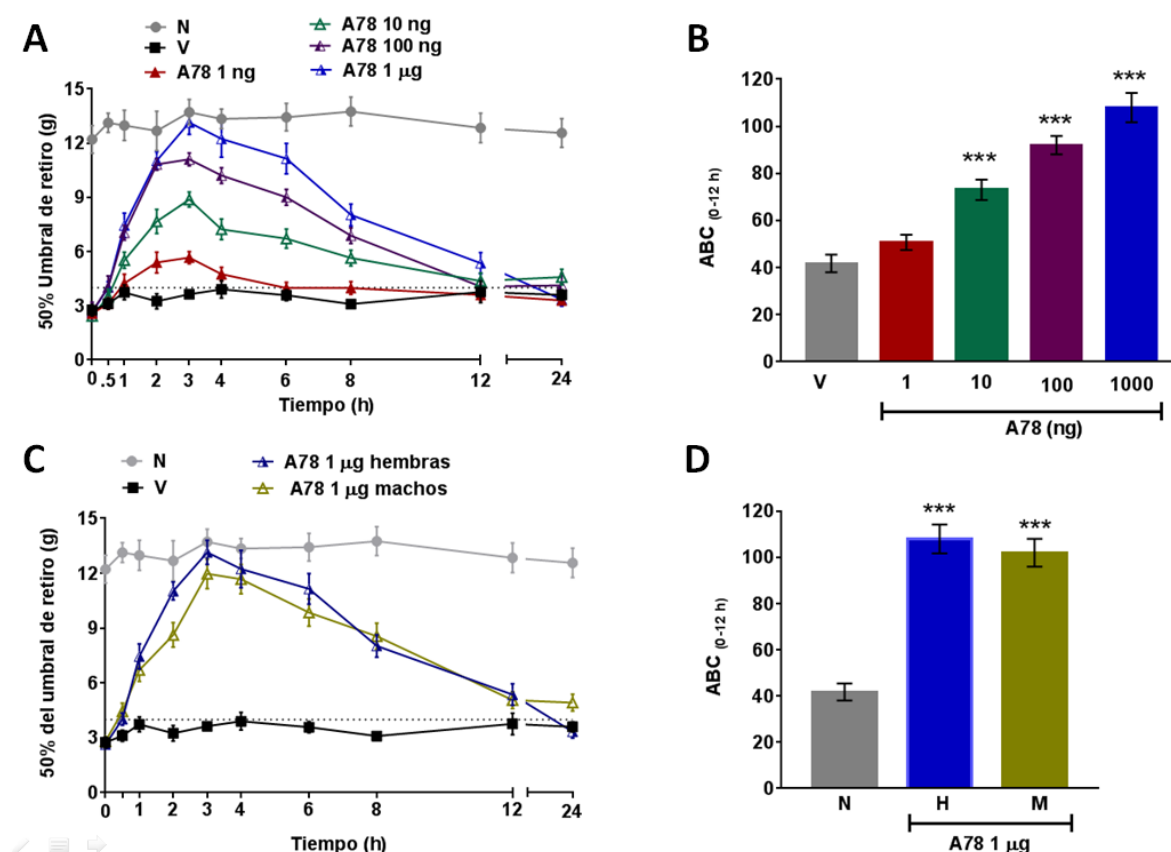 A
N
V
A78 1 ng
A78 10 ng
A78 100 ng
A78 1 µg
50% Umbral de retiro (g)
15
12
9
6
3
0
0 .5 1 2 3 4 6 8 12 24
Tiempo (h)
B
ABC (0-12 h)
120
100
80
60
40
20
0
***
***
***
V 1 10 100 1000
A78 (ng)
C
N
V
A78 1 µg hembras
A78 1 µg machos
50% del umbral de retiro (g)
15
12
9
6
3
0
0 1 2 3 4 6 8 12 24
Tiempo (h)
D
ABC (0-12 h)
120
100
80
60
40
20
0
***
***
N H M
A78 1 µg